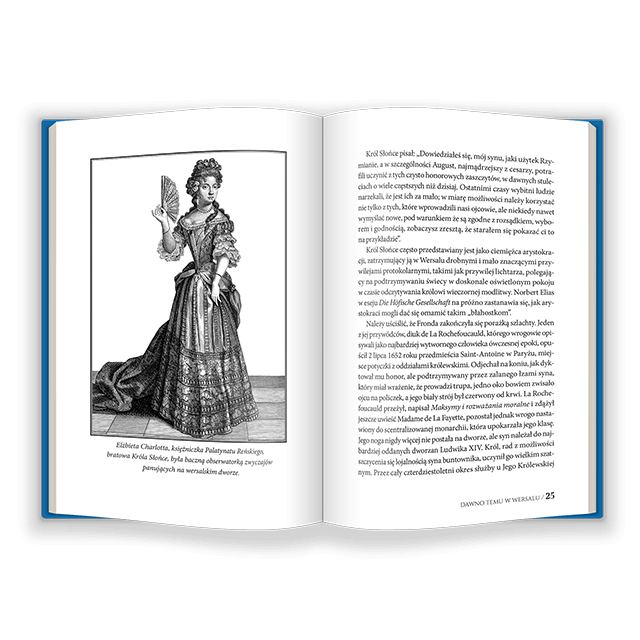 Elżbieta Charlotta, księżniczka Palatynatu Reńskiego,
bratowa Króla Słońce, była baczną obserwatorką zwyczajów
panujących na wersalskim dworze.
Król Słońce pisał: „Dowiedziałeś się, mój synu, jaki użytek Rzy-
mianie, a w szczególności August, najmądrzejszy z cesarzy, potra-
fili uczynić z tych czysto honorowych zaszczytów, w dawnych stule-
ciach o wiele częstszych niż dzisiaj. Ostatnimi czasy wybitni ludzie
narzekali, że jest ich za mało; w miarę możliwości należy korzystać
nie tylko z tych, które wprowadzili nasi ojcowie, ale niekiedy nawet
wymyślać nowe, pod warunkiem że są zgodne z rozsądkiem, wybo-
rem i godnością, zobaczysz zresztą, że starałem się pokazać ci to
na przykładzie”.
Król Słońce często przedstawiany jest jako ciemiężca arystokra-
cji, zatrzymujący ją w Wersalu drobnymi i mało znaczącymi przy-
wilejami protokolarnymi, takimi jak przywilej lichtarza, polegają-
cy na podtrzymywaniu świecy w doskonale oświetlonym pokoju
w czasie odczytywania królowi wieczornej modlitwy. Norbert Elias
w eseju Die Höfische Gesellschaft na próżno zastanawia się, jak ary-
stokraci mogli dać się omamić takim „błahostkom”.
Należy uściślić, że Fronda zakończyła się porażką szlachty. Jeden
z jej przywódców, diuk de La Rochefoucauld, którego wrogowie opi-
sywali jako najbardziej wytwornego człowieka ówczesnej epoki, opu-
ścił 2 lipca 1652 roku przedmieścia Saint-Antoine w Paryżu, miej-
sce potyczki z oddziałami królewskimi. Odjechał na koniu, jak dyk-
tował mu honor, ale podtrzymywany przez zalanego łzami syna,
który miał wrażenie, że prowadzi trupa, jedno oko bowiem zwisało
ojcu na policzek, a jego biały strój był czerwony od krwi. La Roche-
foucauld przeżył, napisał Maksymy i rozważania moralne i zdążył
jeszcze uwieść Madame de La Fayette, pozostał jednak wrogo nasta-
wiony do scentralizowanej monarchii, która upokarzała jego klasę.
Jego noga nigdy więcej nie postała na dworze, ale syn należał do naj-
bardziej oddanych dworzan Ludwika XIV. Król, rad z możliwości
szczycenia się lojalnością syna buntownika, uczynił go wielkim szat-
nym. Przez cały czterdziestoletni okres służby u Jego Królewskiej
DAWNO TEMU W WERSALU / 25